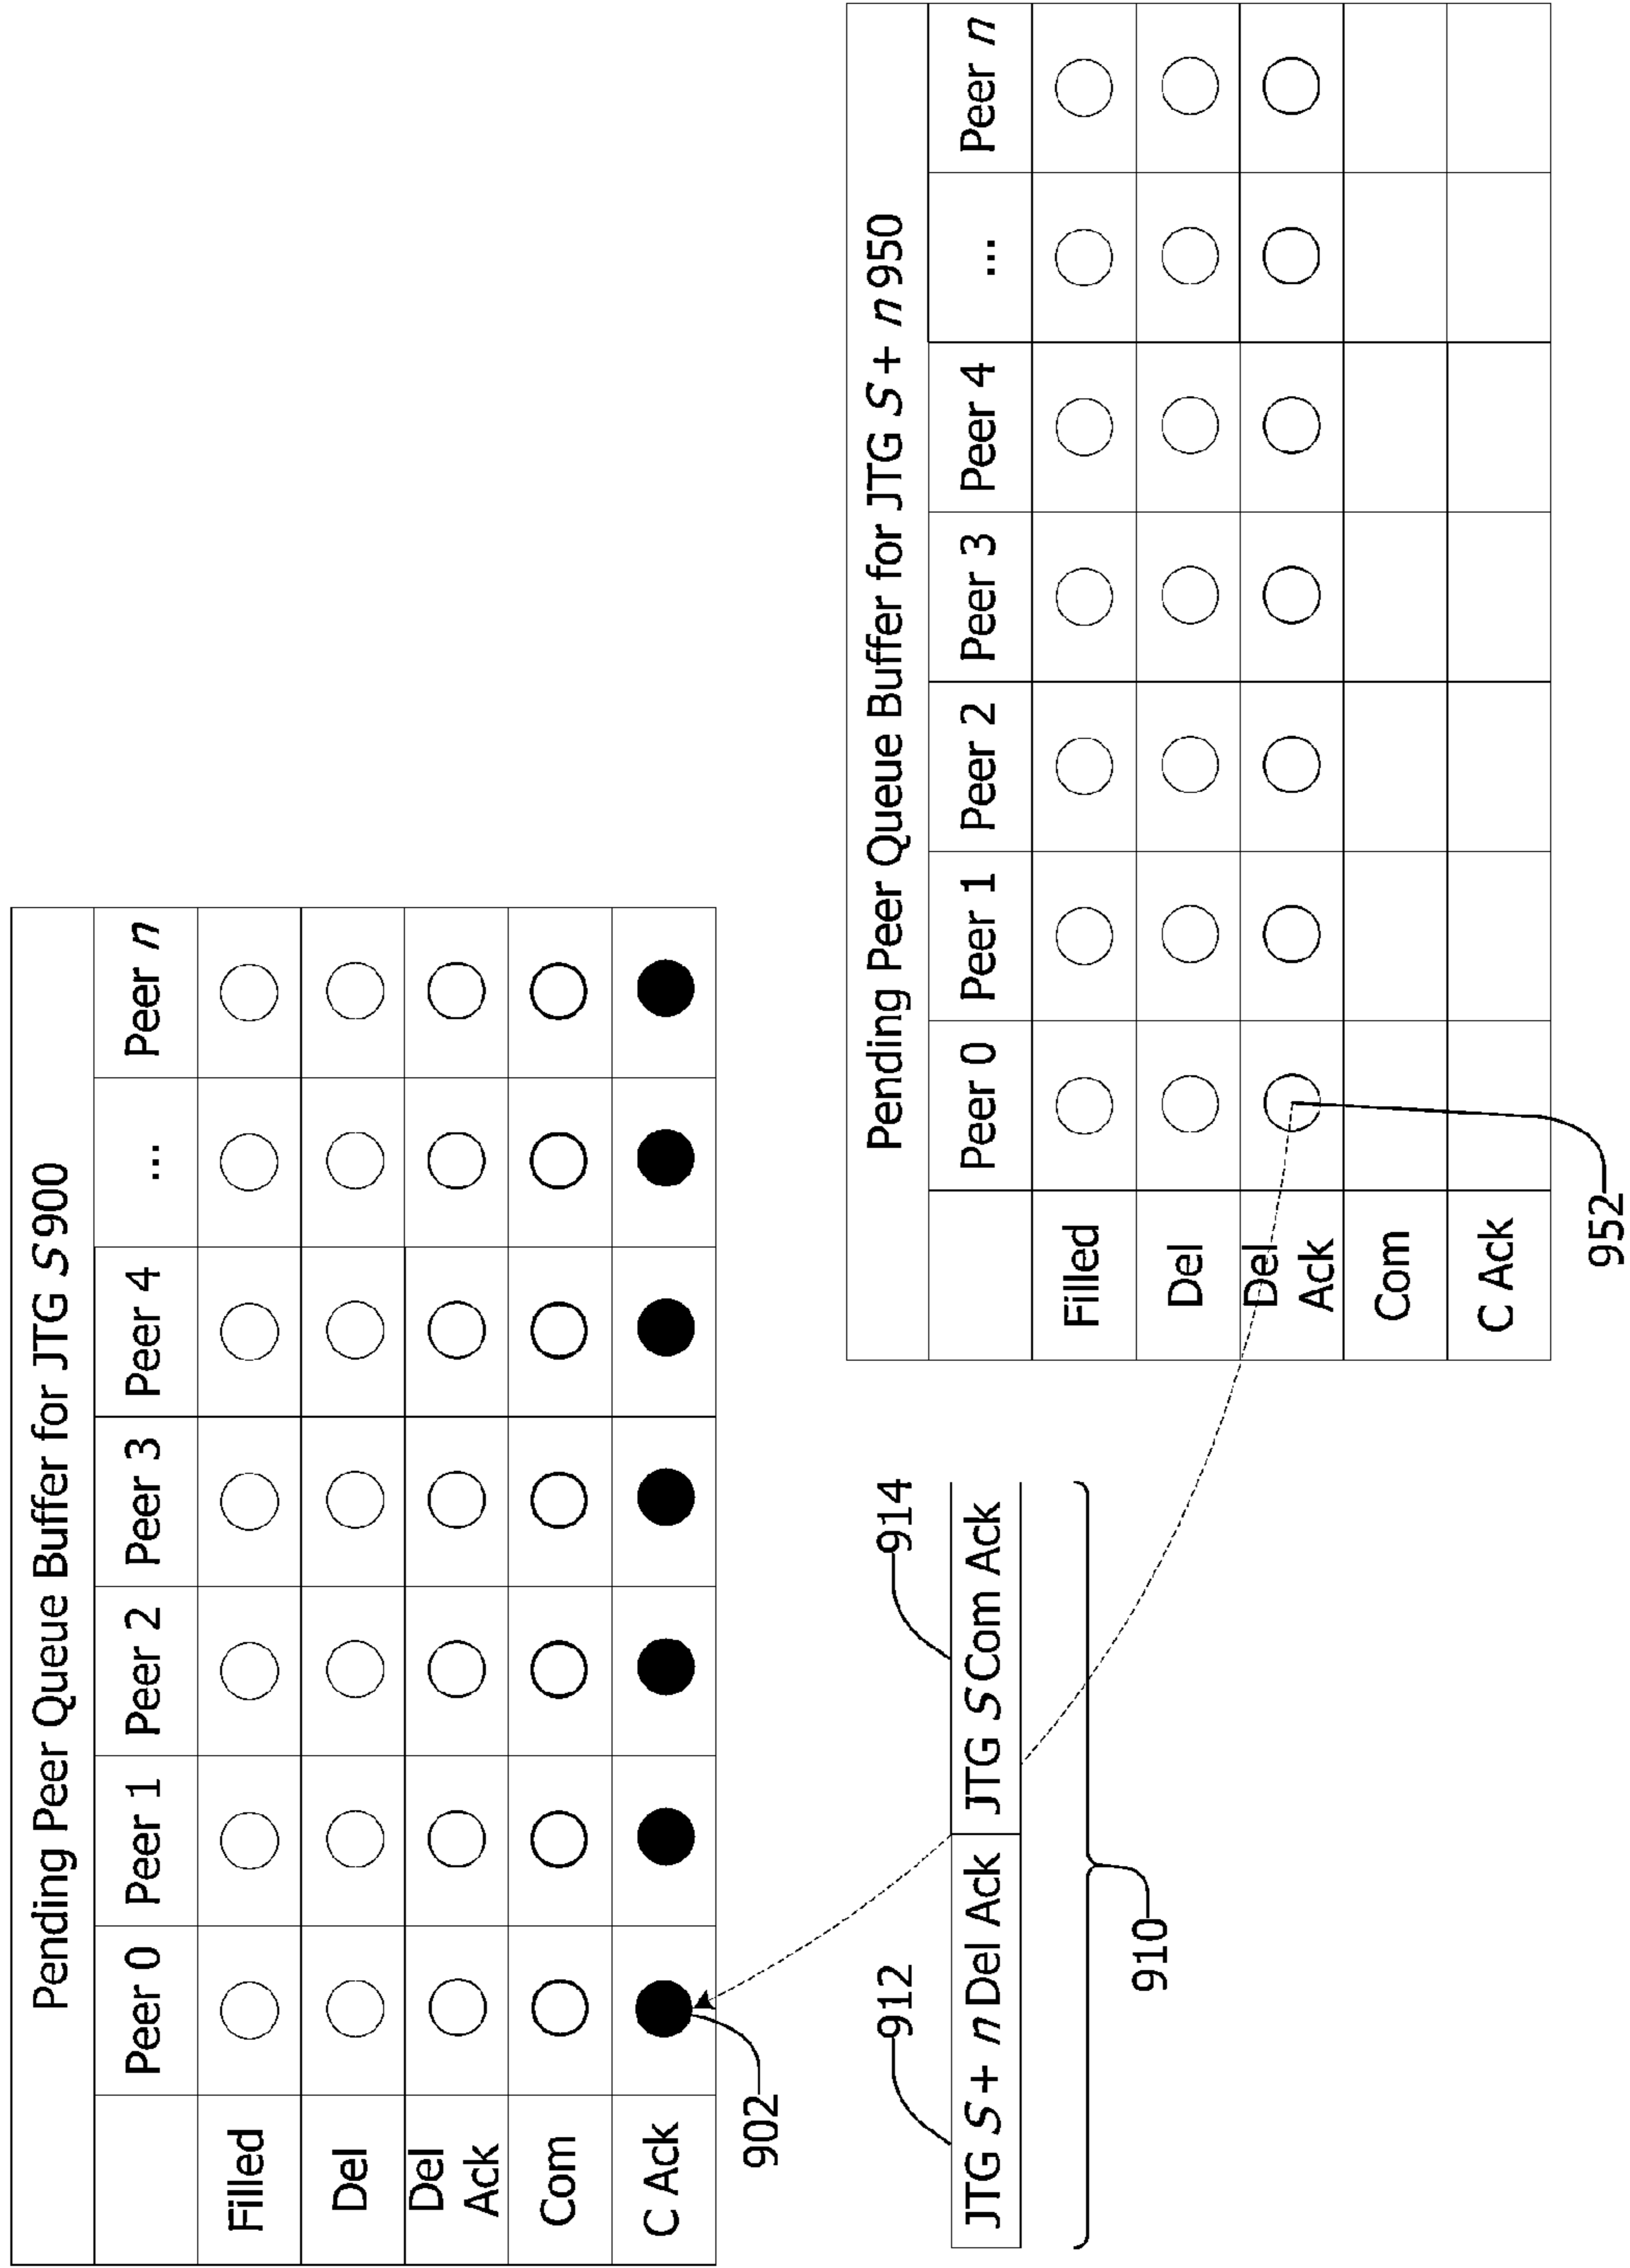 Pending Peer Queue Buffer for JTG S 900
Peer 0 Peer 1 Peer 2 Peer 3 Peer 4 ... Peer n
Filled
Del
Del
Ack
Com
C Ack
902
912 914
JTG S + n Del Ack JTG S Com Ack
910
Pending Peer Queue Buffer for JTG S + n 950
Peer 0 Peer 1 Peer 2 Peer 3 Peer 4 ... Peer n
Filled
Del
Del
Ack
Com
C Ack
952